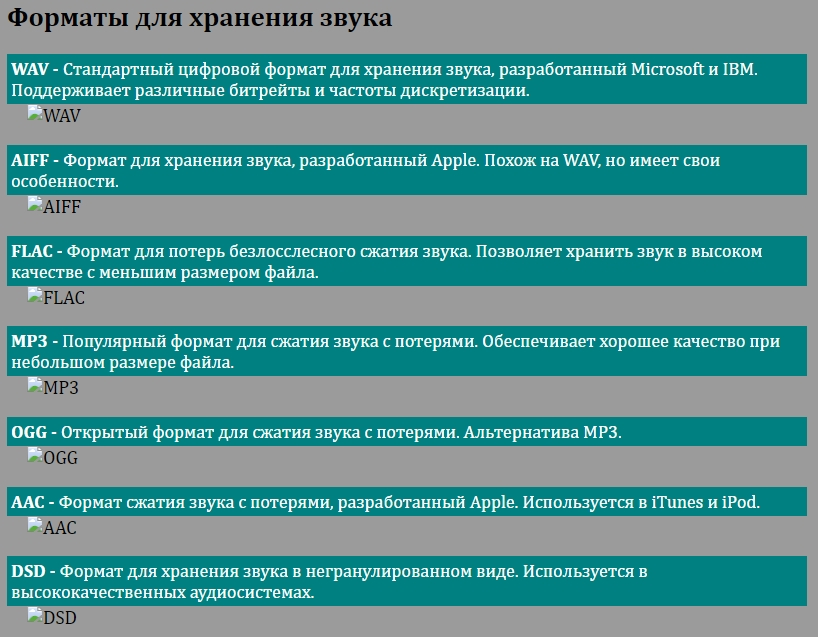 Форматы для хранения звука
WAV - Стандартный цифровой формат для хранения звука, разработанный Microsoft и IBM.
Поддерживает различные битрейты и частоты дискретизации.
WAV
AIFF - Формат для хранения звука, разработанный Apple. Похож на WAV, но имеет свои
особенности.
AIFF
FLAC - Формат для потерь безлосслесного сжатия звука. Позволяет хранить звук в высоком
качестве с меньшим размером файла.
FLAC
MP3 - Популярный формат для сжатия звука с потерями. Обеспечивает хорошее качество при
небольшом размере файла.
MP3
OGG - Открытый формат для сжатия звука с потерями. Альтернатива MP3.
OGG
AAC - Формат сжатия звука с потерями, разработанный Apple. Используется в iTunes и iPod.
AAC
DSD - Формат для хранения звука в негранулированном виде. Используется в
высококачественных аудиосистемах.
DSD